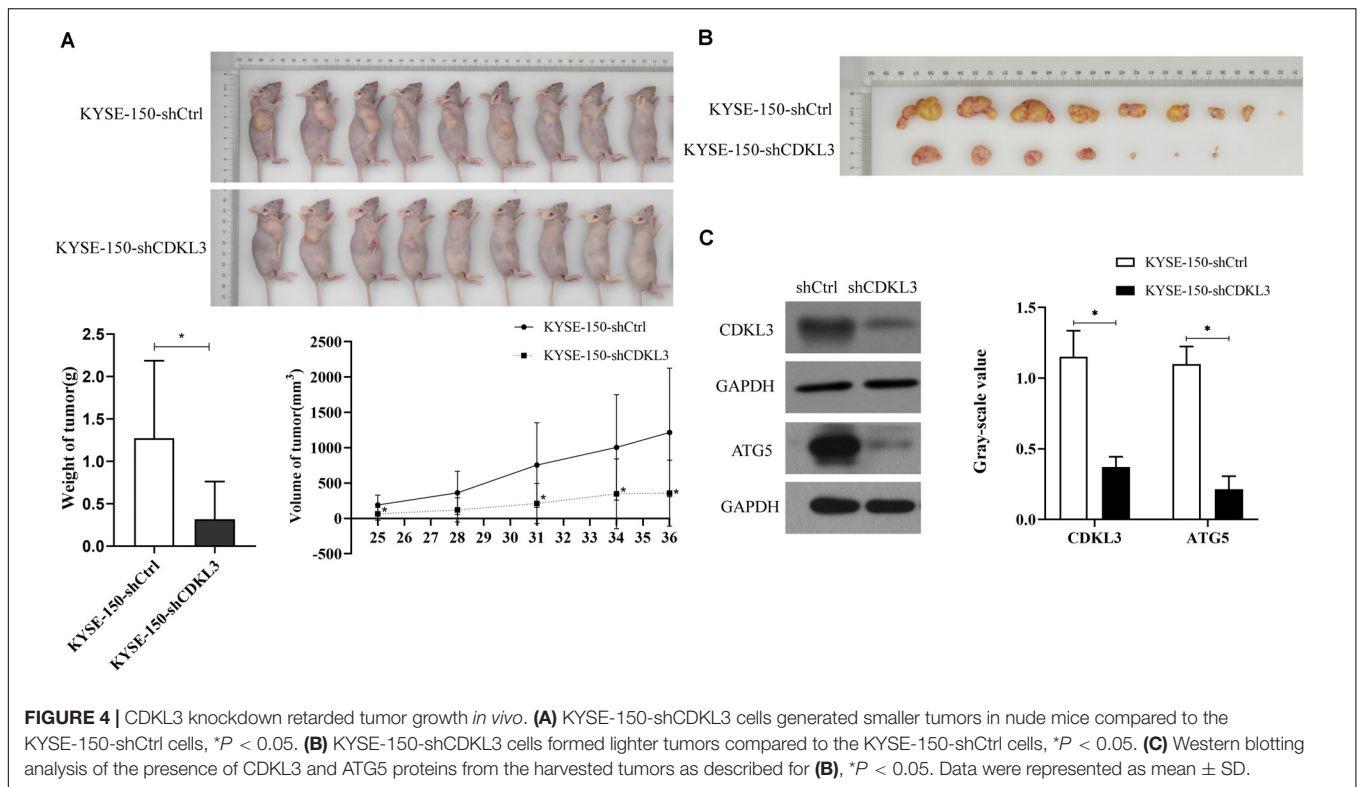 A
KYSE-150-shCtrl
KYSE-150-shCDKL3
B
KYSE-150-shCtrl
KYSE-150-shCDKL3
Weight of tumor(g)
2.5
2.0
1.5
1.0
0.5
0.0
*
KYSE-150-shCtrl
KYSE-150-shCDKL3
Volume of tumor(mm³)
2500
2000
1500
1000
500
0
-500
KYSE-150-shCtrl
KYSE-150-shCDKL3
* * * *
25 26 27 28 29 30 31 32 33 34 35 36
C
shCtrl shCDKL3
CDKL3
GAPDH
ATG5
GAPDH
KYSE-150-shCtrl
KYSE-150-shCDKL3
Gray-scale value
1.5
1.0
0.5
0.0
* *
CDKL3 ATG5
FIGURE 4 | CDKL3 knockdown retarded tumor growth in vivo. (A) KYSE-150-shCDKL3 cells generated smaller tumors in nude mice compared to the
KYSE-150-shCtrl cells, *P < 0.05. (B) KYSE-150-shCDKL3 cells formed lighter tumors compared to the KYSE-150-shCtrl cells, *P < 0.05. (C) Western blotting
analysis of the presence of CDKL3 and ATG5 proteins from the harvested tumors as described for (B), *P < 0.05. Data were represented as mean ± SD.